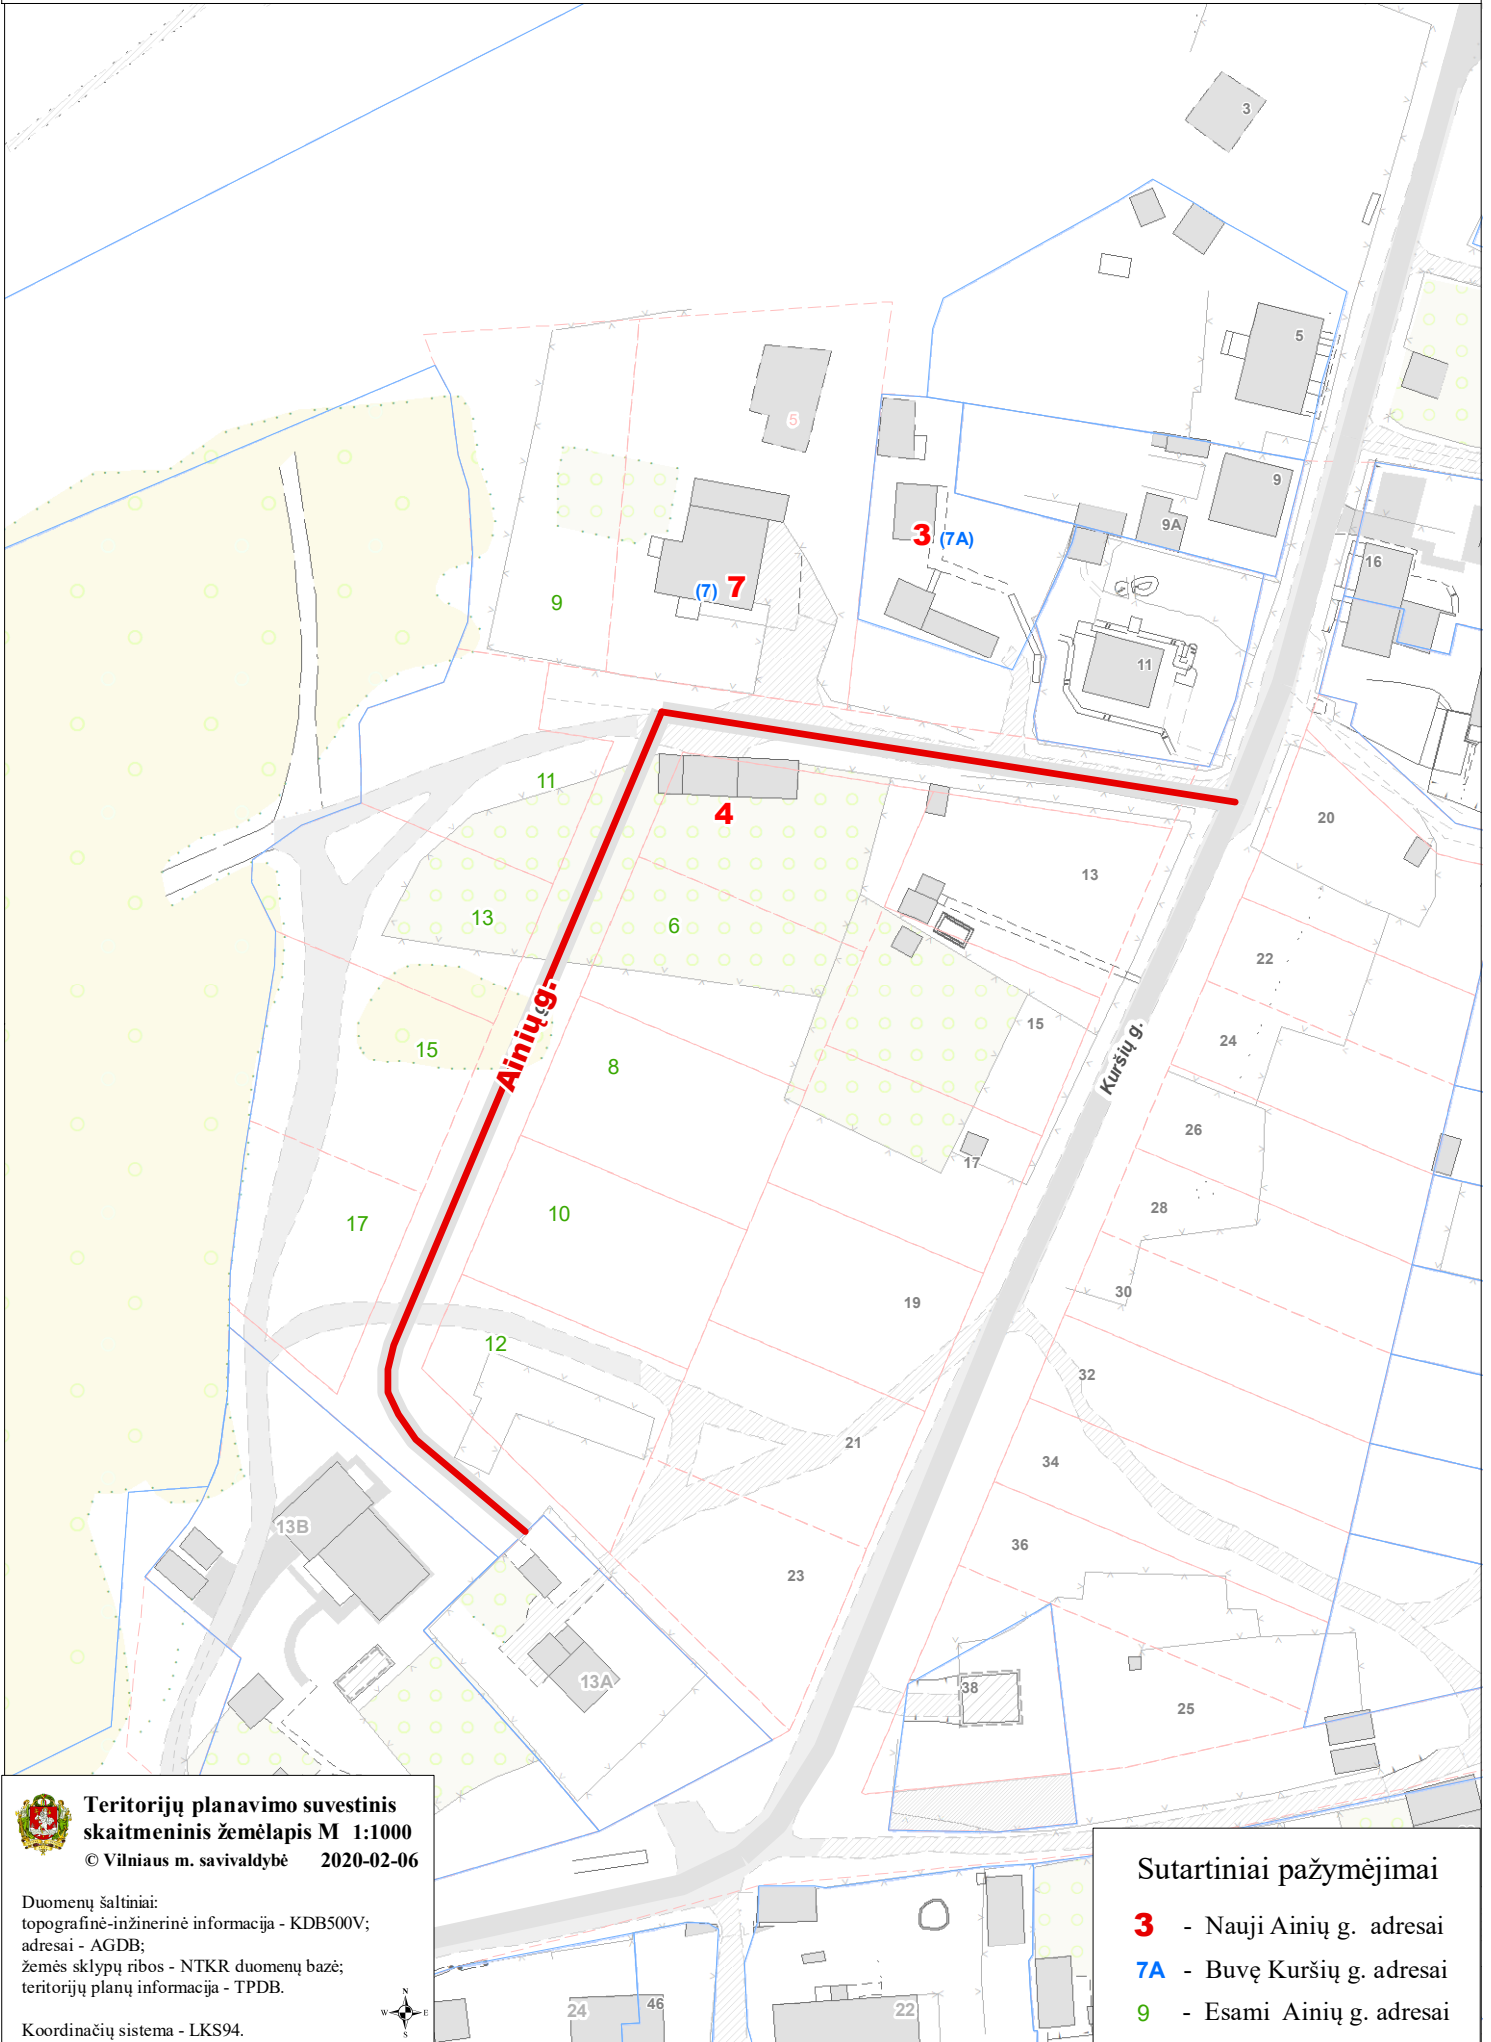 3
5
5
9
9A
3 (7A)
16
(7) 7
9
11
11
4
20
13
13
6
22
15
Ainių g.
15
24
8
Kuršių g.
26
17
28
10
17
30
19
12
32
21
34
13B
36
23
13A
38
25
Teritorijų planavimo suvestinis
skaitmeninis žemėlapis M 1:1000
© Vilniaus m. savivaldybė 2020-02-06
Duomenų šaltiniai:
topografinė-inžinerinė informacija - KDB500V;
adresai - AGDB;
žemės sklypų ribos - NTKR duomenų bazė;
teritorijų planų informacija - TPDB.
Koordinačių sistema - LKS94.
N
W E
S
24
46
22
Sutartiniai pažymėjimai
3 - Nauji Ainių g. adresai
7A - Buvę Kuršių g. adresai
9 - Esami Ainių g. adresai